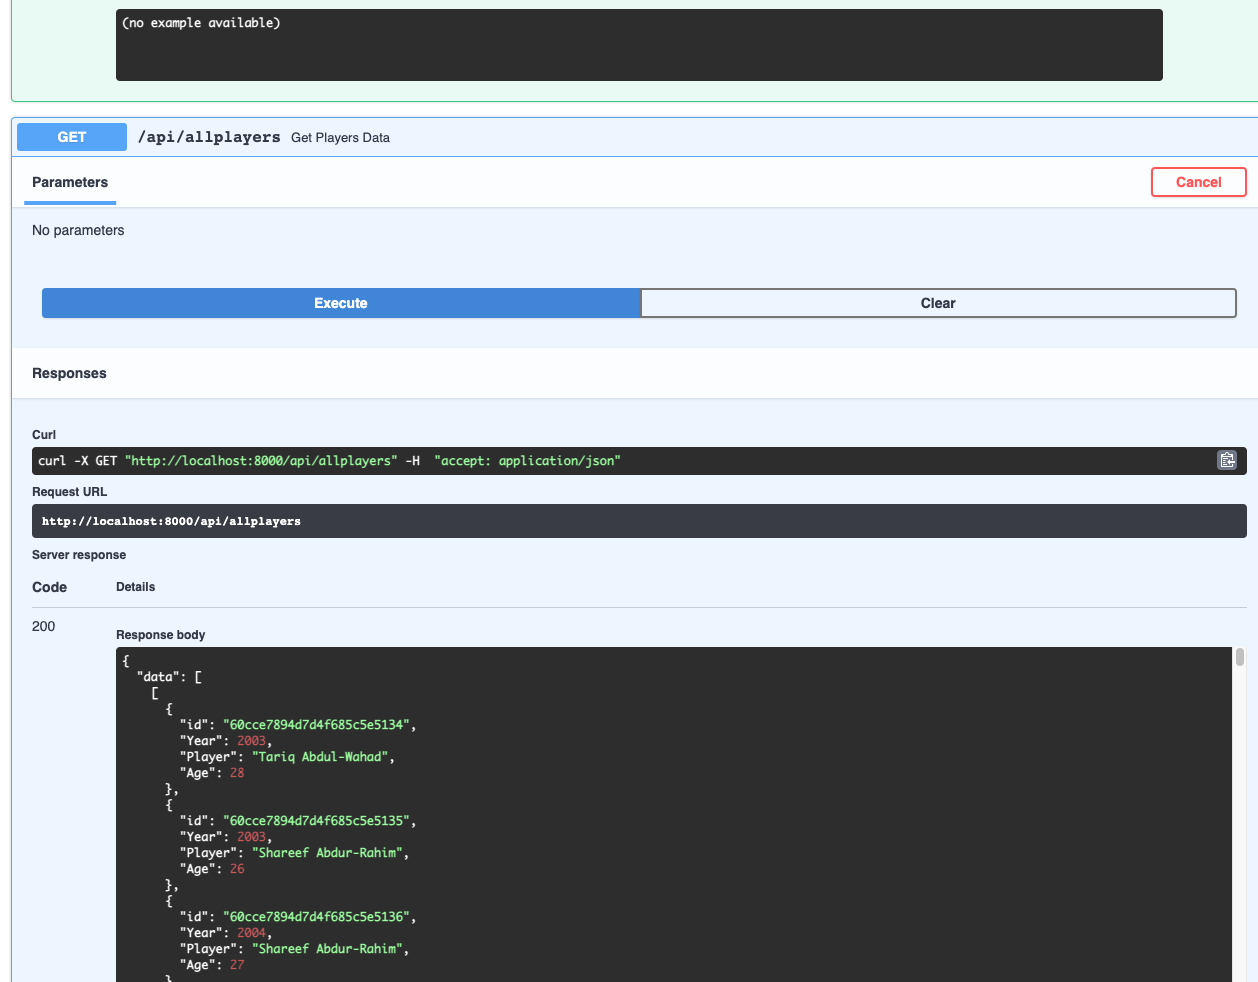 (no example available)
GET /api/allplayers Get Players Data
Parameters Cancel
No parameters
Execute Clear
Responses
Curl
curl -X GET "http://localhost:8000/api/allplayers" -H  "accept: application/json"
Request URL
http://localhost:8000/api/allplayers
Server response
Code Details
200
Response body
{
  "data": [
    [
      {
        "id": "60cce7894d7d4f685c5e5134",
        "Year": 2003,
        "Player": "Tariq Abdul-Wahad",
        "Age": 28
      },
      {
        "id": "60cce7894d7d4f685c5e5135",
        "Year": 2003,
        "Player": "Shareef Abdur-Rahim",
        "Age": 26
      },
      {
        "id": "60cce7894d7d4f685c5e5136",
        "Year": 2004,
        "Player": "Shareef Abdur-Rahim",
        "Age": 27
      }